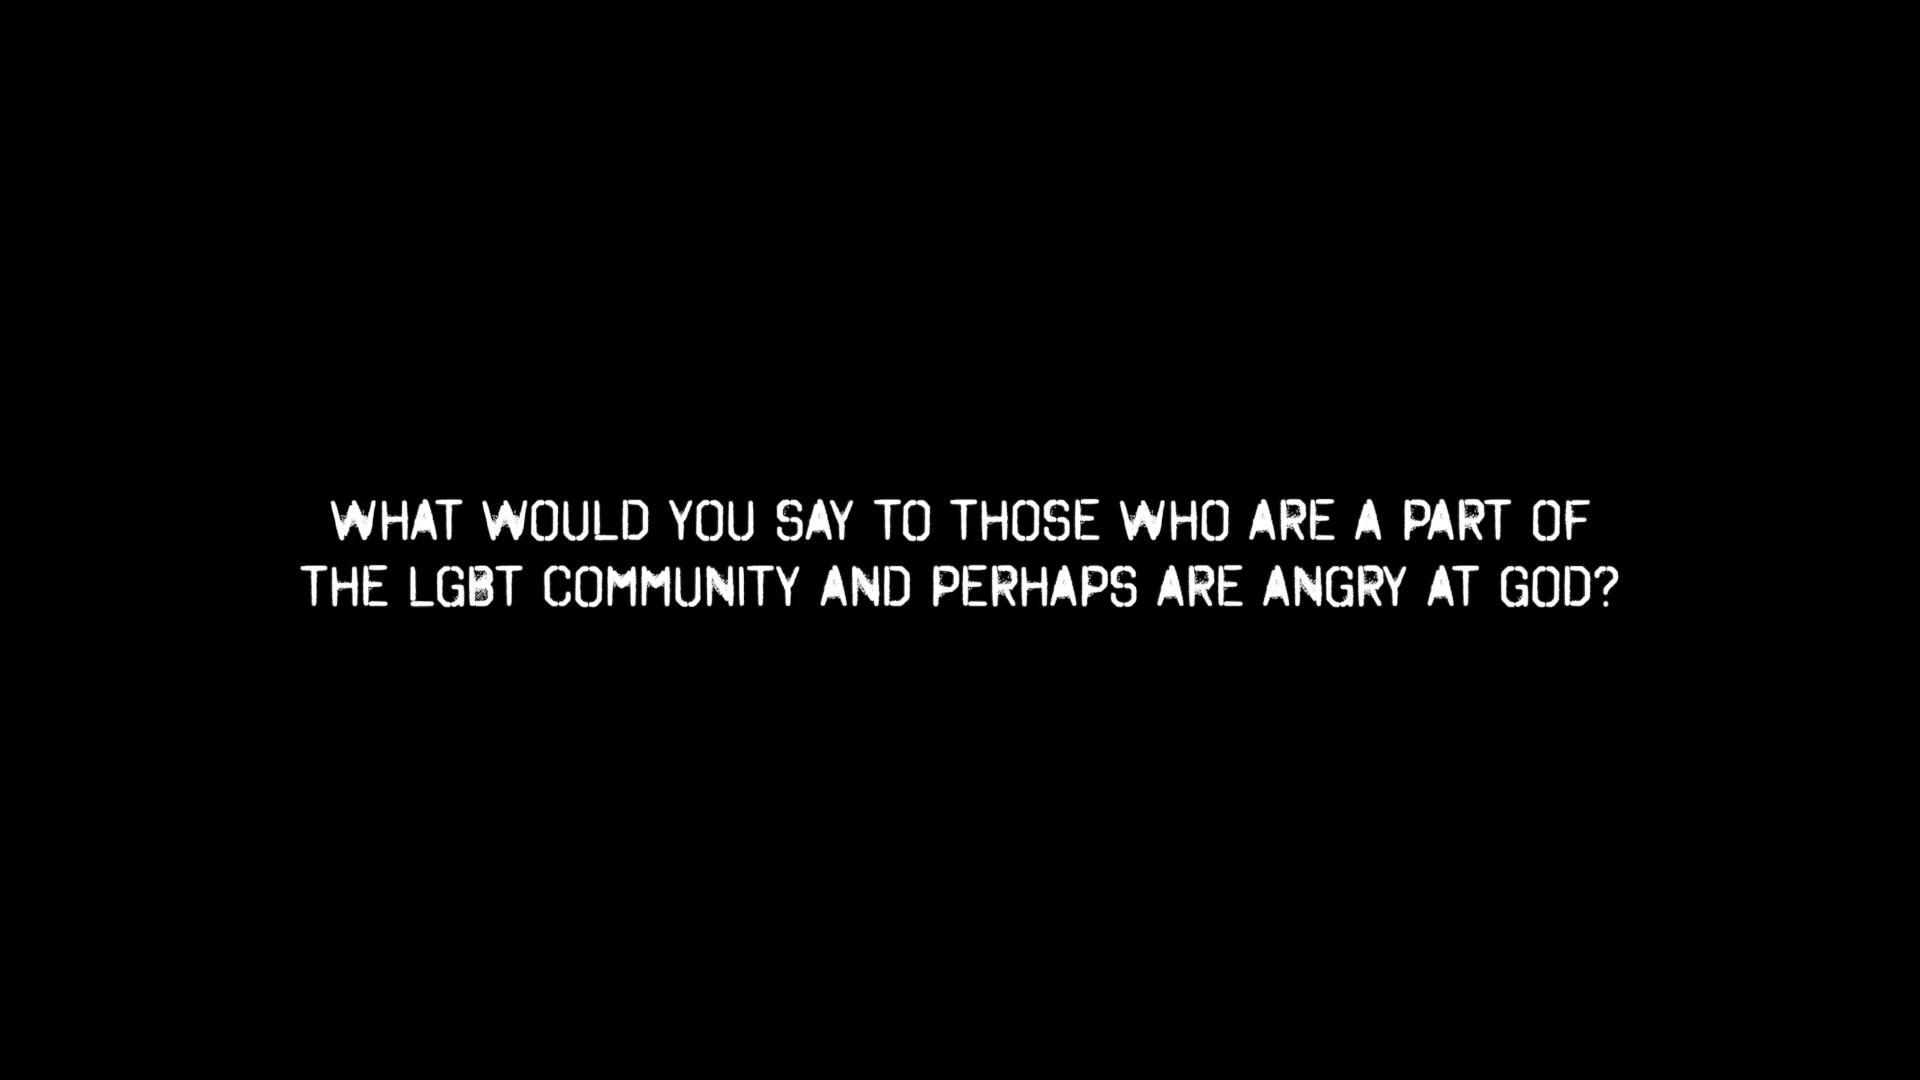 WHAT WOULD YOU SAY TO THOSE WHO ARE A PART OF
THE LGBT COMMUNITY AND PERHAPS ARE ANGRY AT GOD?